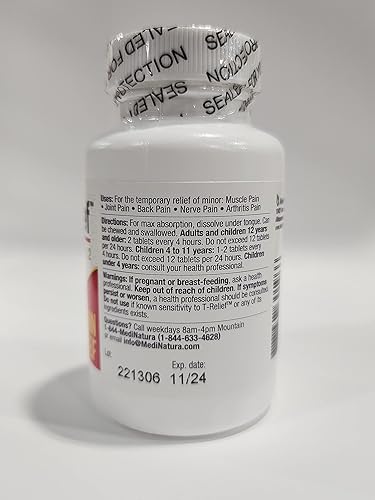 SEALED FOR
PROTECTION
SEALED
SEALED
PROTECTION
Uses: For the temporary relief of minor: Muscle Pain
• Joint Pain • Back Pain • Nerve Pain • Arthritis Pain
Directions: For max absorption, dissolve under tongue. Can
be chewed and swallowed. Adults and children 12 years
and older: 2 tablets every 4 hours. Do not exceed 12 tablets
per 24 hours. Children 4 to 11 years: 1-2 tablets every
4 hours. Do not exceed 12 tablets per 24 hours. Children
under 4 years: consult your health professional.
Warnings: If pregnant or breast-feeding, ask a health
professional. Keep out of reach of children. If symptoms
persist or worsen, a health professional should be consulted.
Do not use if known sensitivity to T-Relief™ or any of its
ingredients exists.
Questions? Call weekdays 8am-4pm Mountain
1-844-MediNatura (1-844-633-4628)
or email info@MediNatura.com
Lot: Exp. date:
221306 11/24